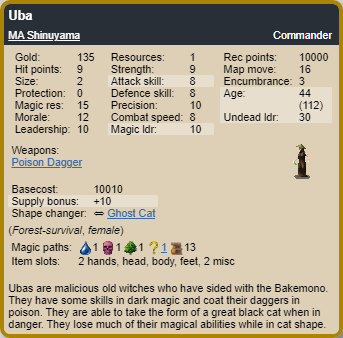 Uba
MA Shinuyama Commander
Gold: 135 Resources: 1 Rec points: 10000
Hit points: 9 Strength: 9 Map move: 16
Size: 2 Attack skill: 8 Encumbrance: 3
Protection: 0 Defence skill: 8 Age: 44
Magic res: 15 Precision: 10 (112)
Morale: 12 Combat speed: 8 Undead ldr: 30
Leadership: 10 Magic ldr: 10
Weapons:
Poison Dagger
Basecost: 10010
Supply bonus: +10
Shape changer: ⇔ Ghost Cat
(Forest-survival, female)
Magic paths: 1 1 1 ? 1 13
Item slots: 2 hands, head, body, feet, 2 misc
Ubas are malicious old witches who have sided with the Bakemono.
They have some skills in dark magic and coat their daggers in
poison. They are able to take the form of a great black cat when in
danger. They lose much of their magical abilities while in cat shape.